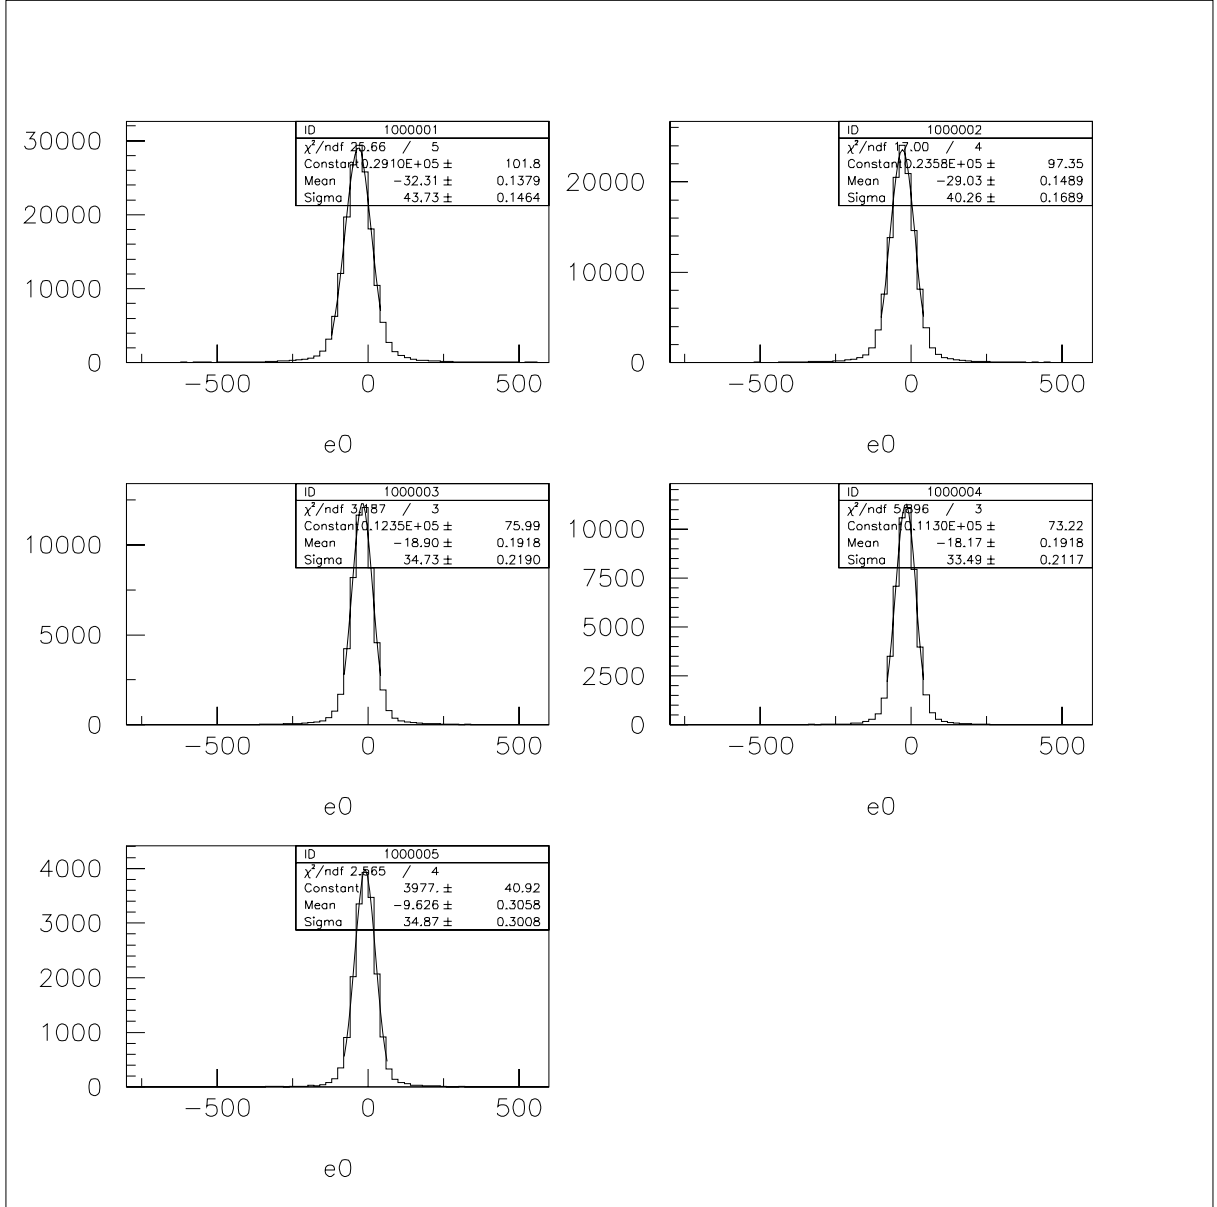 ID 1000001
χ²/ndf 25.66 / 5
Constant 0.2910E+05 ± 101.8
Mean −32.31 ± 0.1379
Sigma 43.73 ± 0.1464
30000
20000
10000
0
−500 0 500
e0
ID 1000002
χ²/ndf 17.00 / 4
Constant 0.2358E+05 ± 97.35
Mean −29.03 ± 0.1489
Sigma 40.26 ± 0.1689
20000
10000
0
−500 0 500
e0
ID 1000003
χ²/ndf / 3
Constant 0.1235E+05 ± 75.99
Mean −18.90 ± 0.1918
Sigma 34.73 ± 0.2190
10000
5000
0
−500 0 500
e0
ID 1000004
χ²/ndf / 3
Constant 0.1130E+05 ± 73.22
Mean −18.17 ± 0.1918
Sigma 33.49 ± 0.2117
10000
7500
5000
2500
0
−500 0 500
e0
ID 1000005
χ²/ndf / 4
Constant 3977. ± 40.92
Mean −9.626 ± 0.3058
Sigma 34.87 ± 0.3008
4000
3000
2000
1000
0
−500 0 500
e0